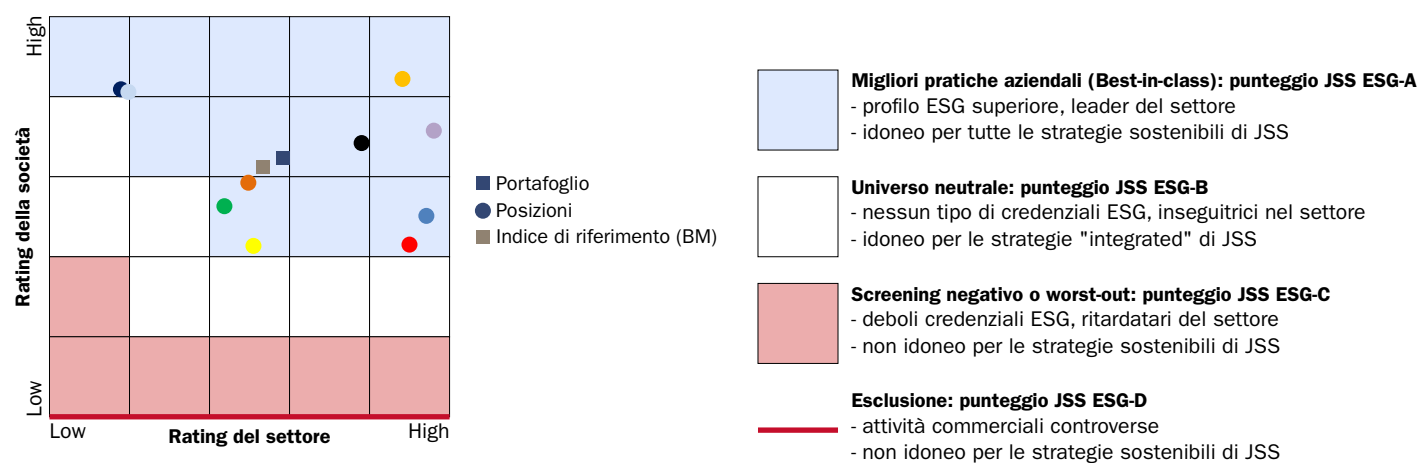 High
Rating della società
Low
Low
Rating del settore
High
Portafoglio
Posizioni
Indice di riferimento (BM)
Migliori pratiche aziendali (Best-in-class): punteggio JSS ESG-A
- profilo ESG superiore, leader del settore
- idoneo per tutte le strategie sostenibili di JSS
Universo neutrale: punteggio JSS ESG-B
- nessun tipo di credenziali ESG, inseguitrici nel settore
- idoneo per le strategie "integrated" di JSS
Screening negativo o worst-out: punteggio JSS ESG-C
- deboli credenziali ESG, ritardatari del settore
- non idoneo per le strategie sostenibili di JSS
Esclusione: punteggio JSS ESG-D
- attività commerciali controverse
- non idoneo per le strategie sostenibili di JSS